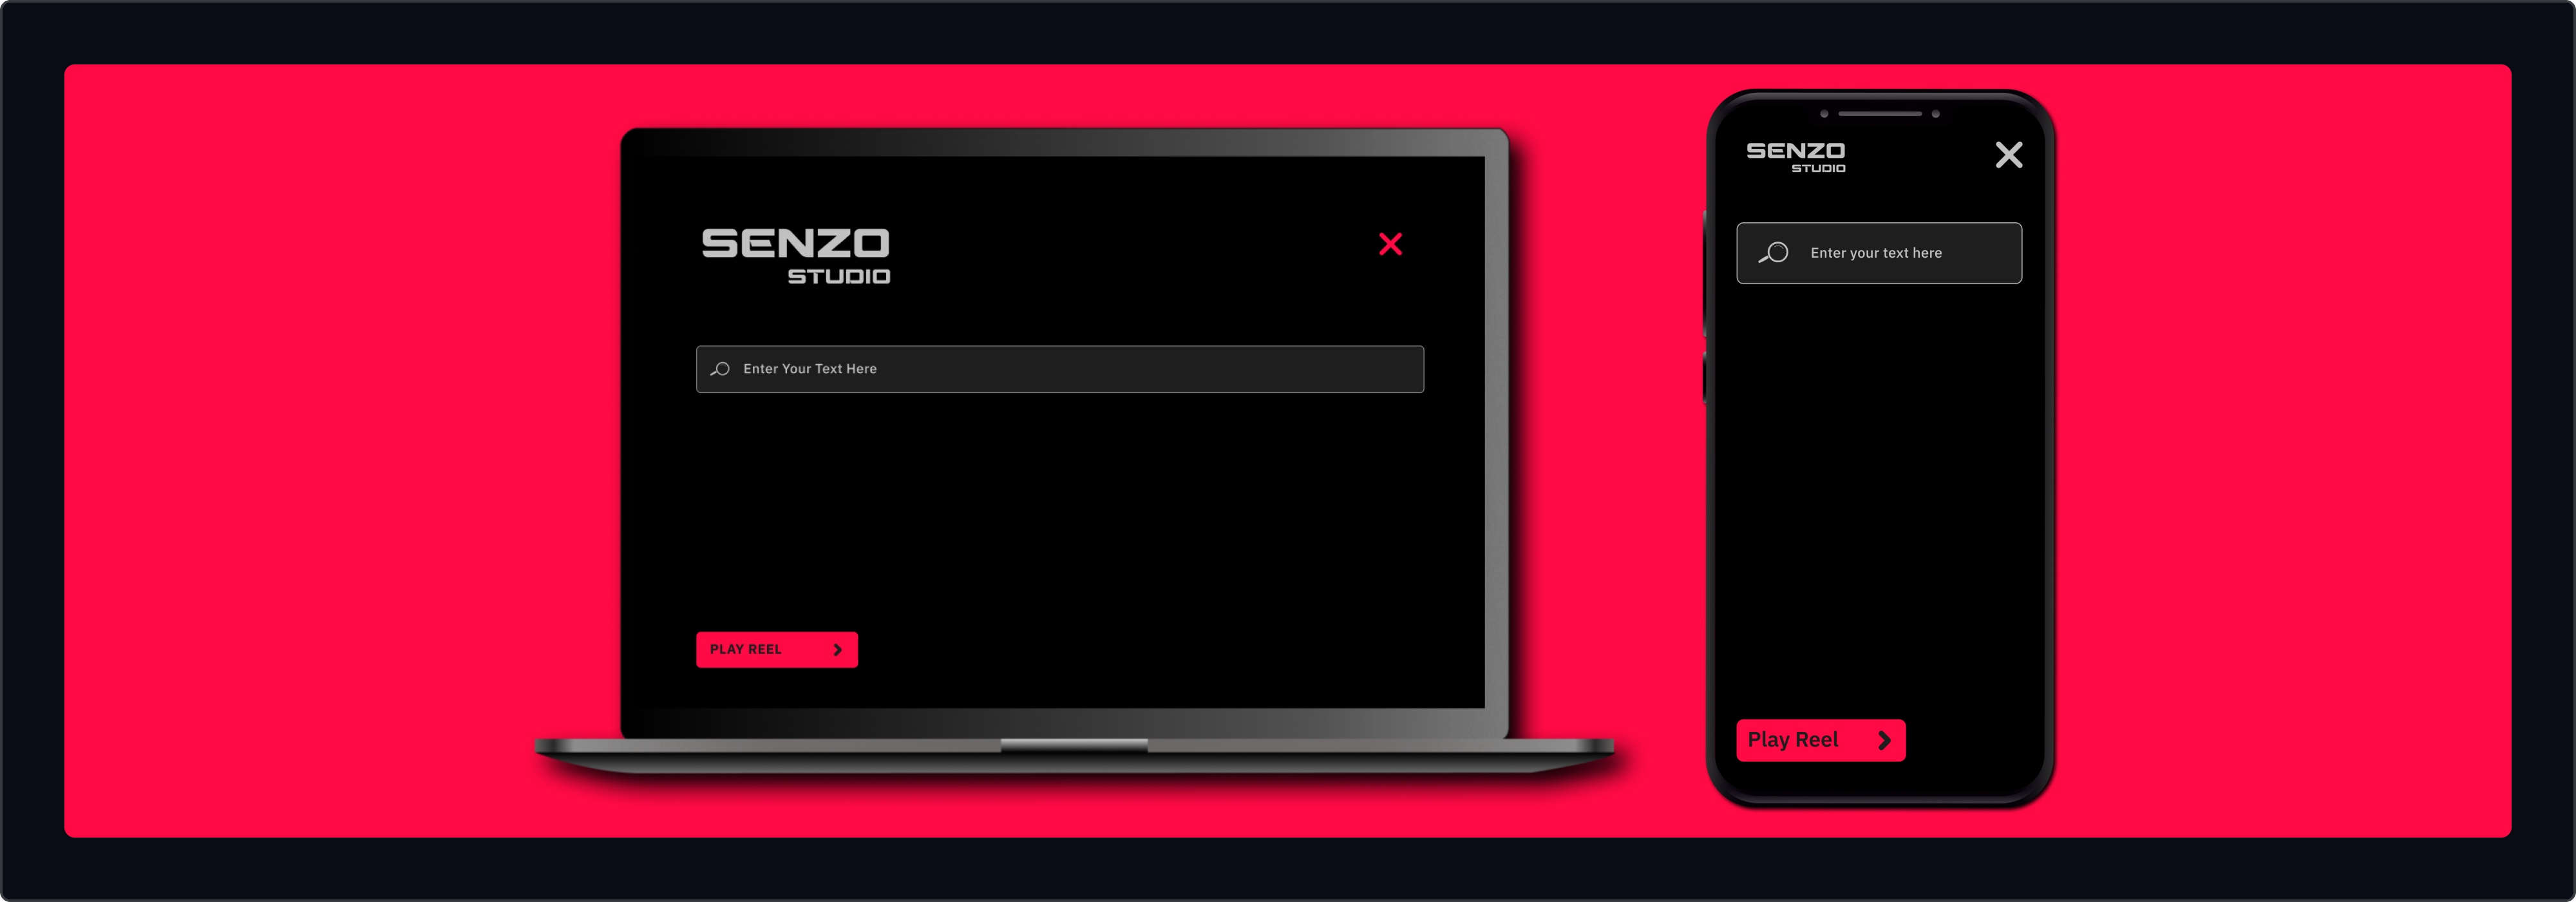 SENZO
STUDIO
Enter Your Text Here
PLAY REEL
SENZO
STUDIO
Enter your text here
Play Reel